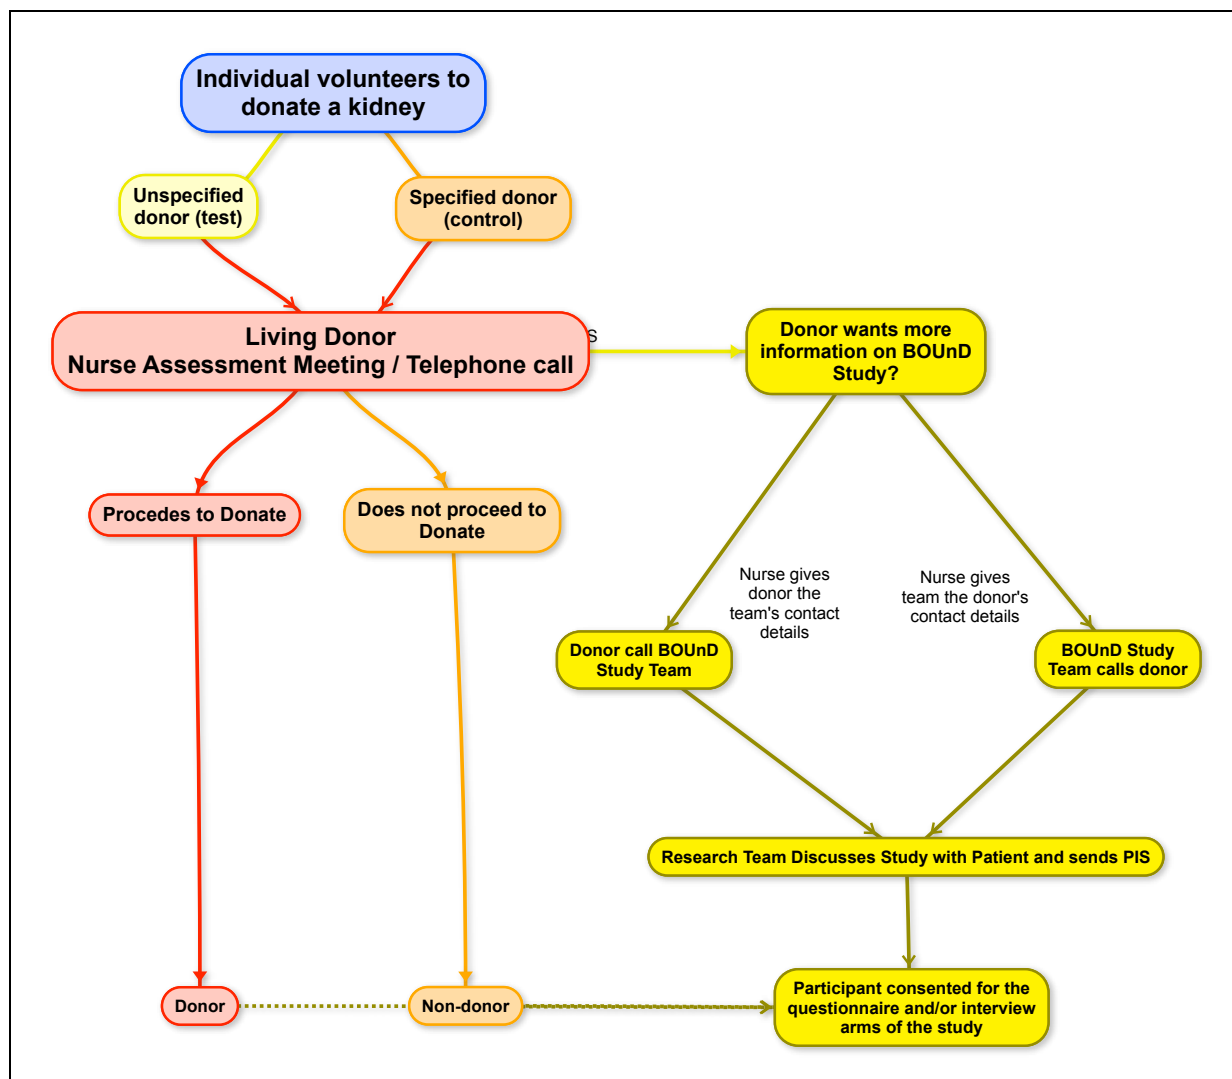 Individual volunteers to
donate a kidney
Unspecified
donor (test)
Specified donor
(control)
Living Donor
Nurse Assessment Meeting / Telephone call
Donor wants more
information on BOUnD
Study?
Procedes to Donate
Does not proceed to
Donate
Nurse gives
donor the
team's contact
details
Nurse gives
team the donor's
contact details
Donor call BOUnD
Study Team
BOUnD Study
Team calls donor
Research Team Discusses Study with Patient and sends PIS
Donor
Non-donor
Participant consented for the
questionnaire and/or interview
arms of the study